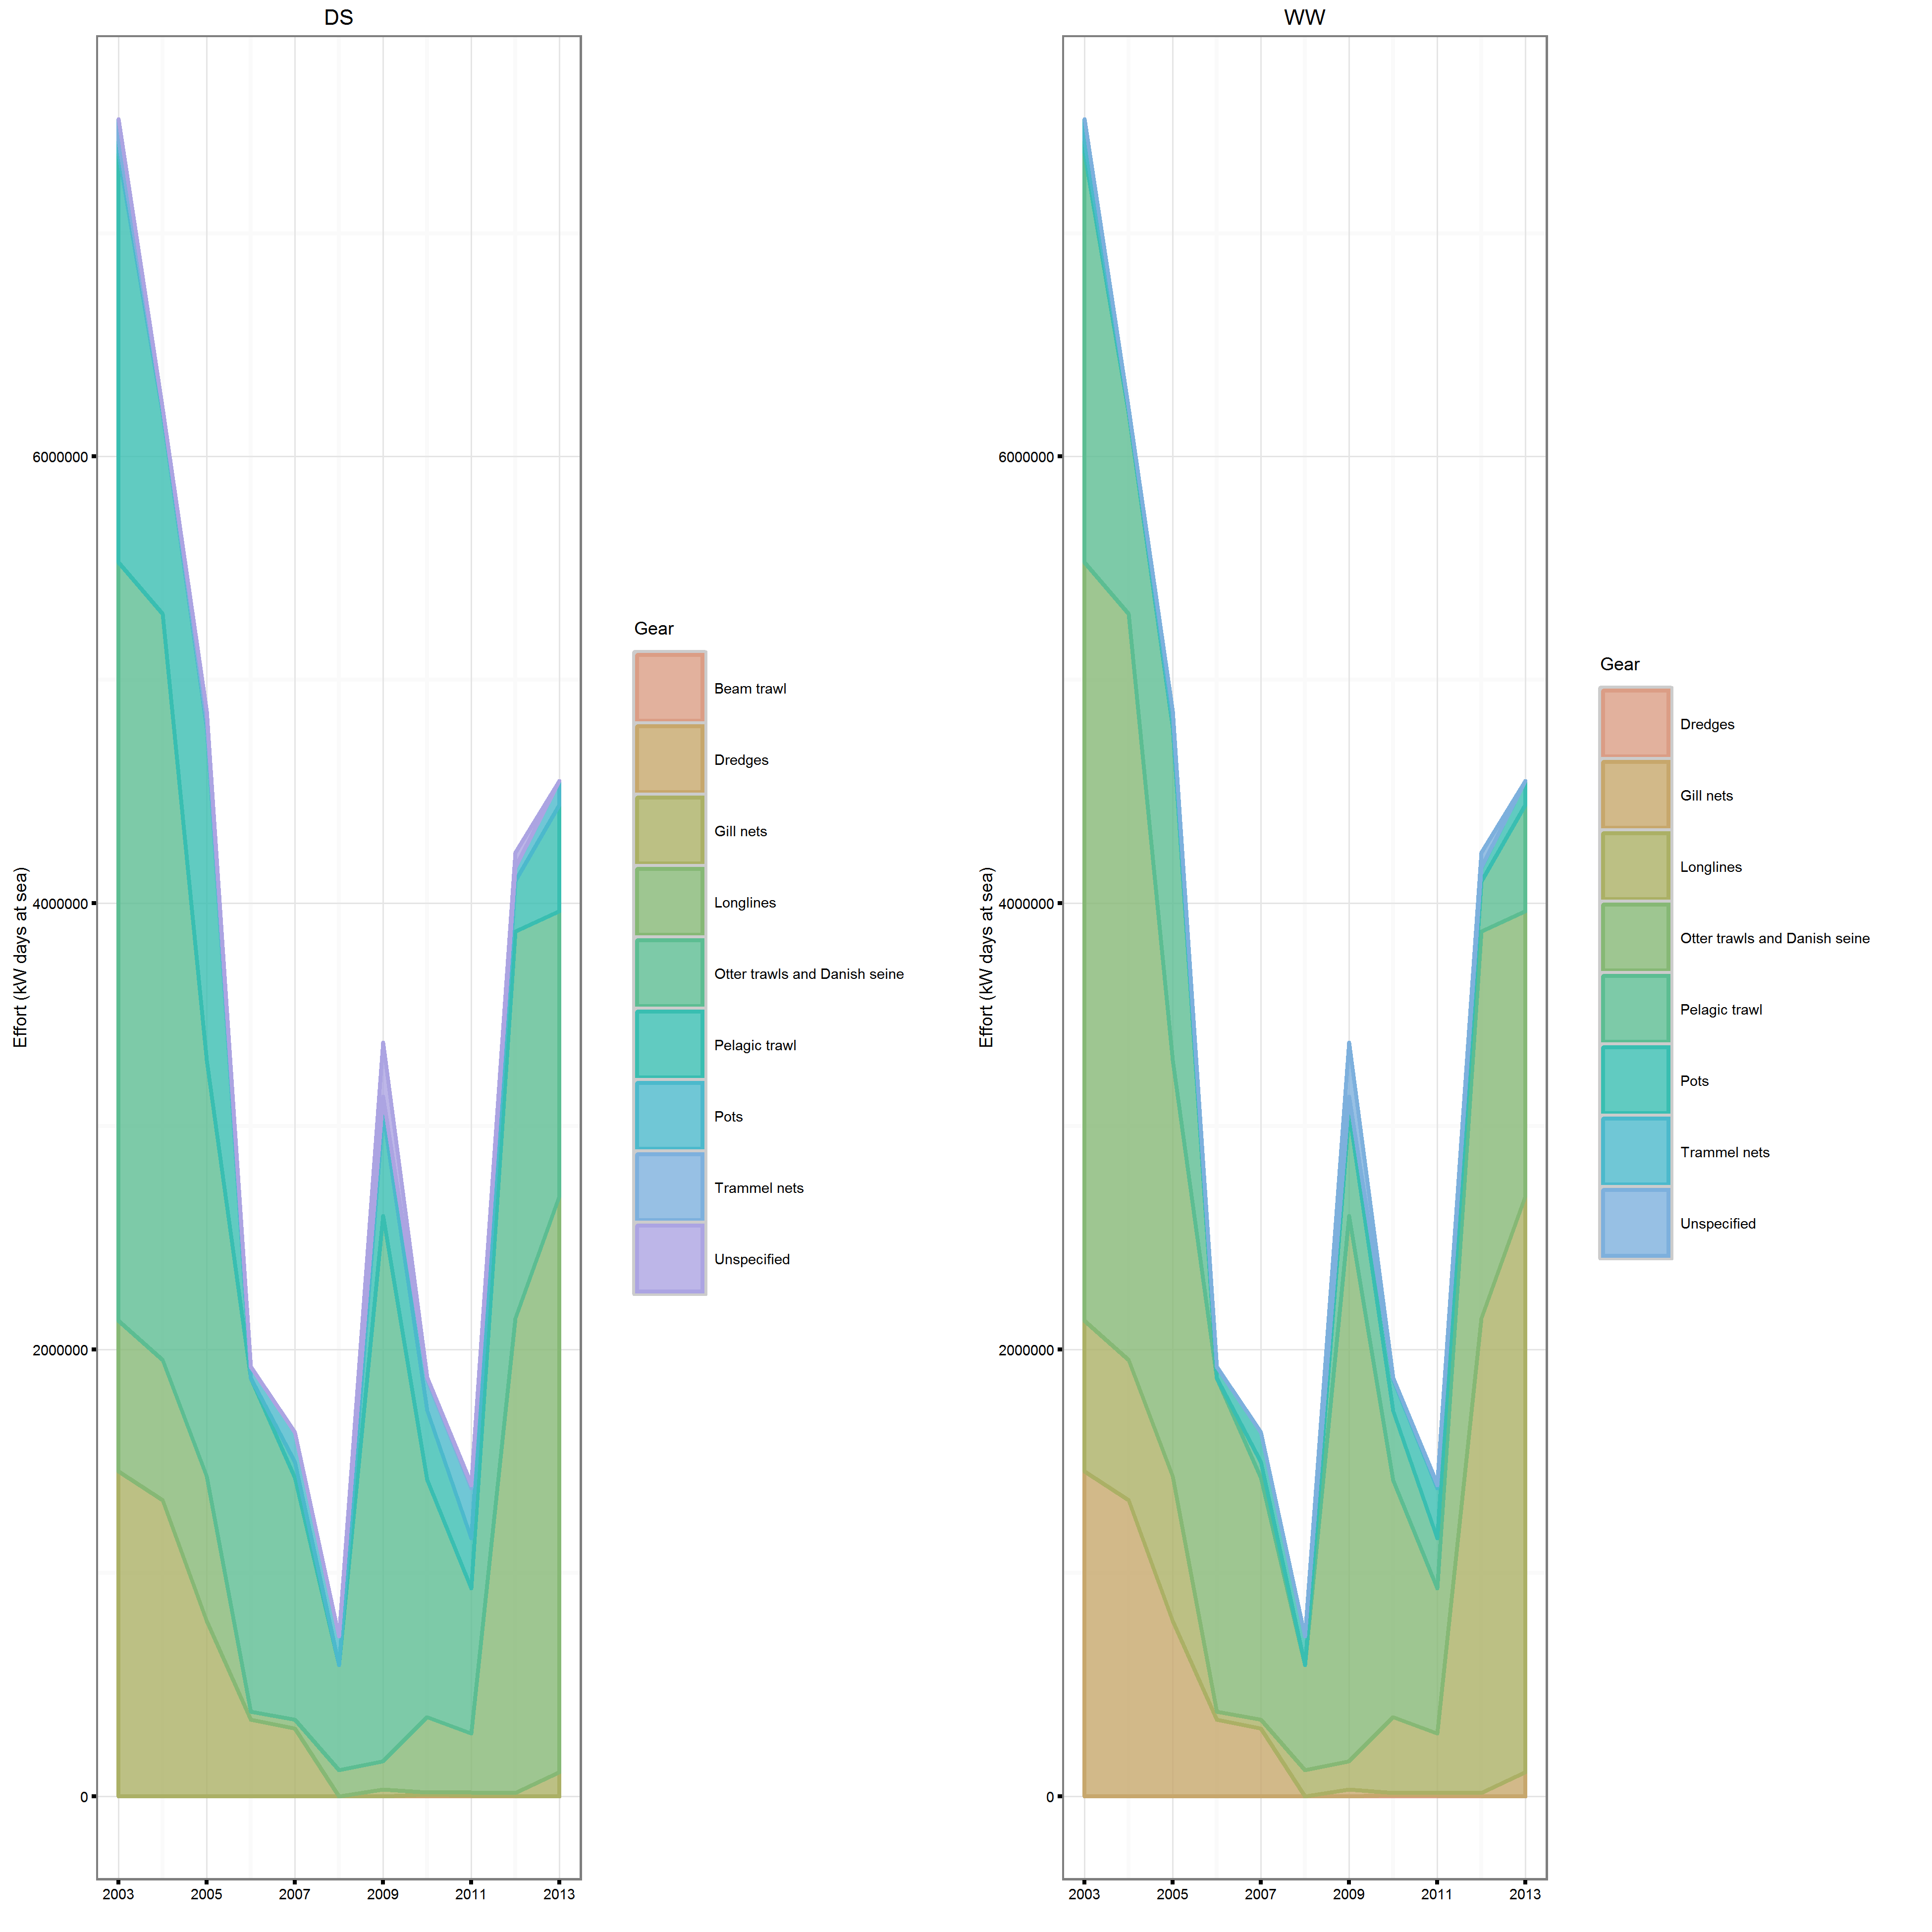 DS
Effort (kW days at sea)
6000000
4000000
2000000
0
2003 2005 2007 2009 2011 2013
Gear
Beam trawl
Dredges
Gill nets
Longlines
Otter trawls and Danish seine
Pelagic trawl
Pots
Trammel nets
Unspecified
WW
Effort (kW days at sea)
6000000
4000000
2000000
0
2003 2005 2007 2009 2011 2013
Gear
Dredges
Gill nets
Longlines
Otter trawls and Danish seine
Pelagic trawl
Pots
Trammel nets
Unspecified